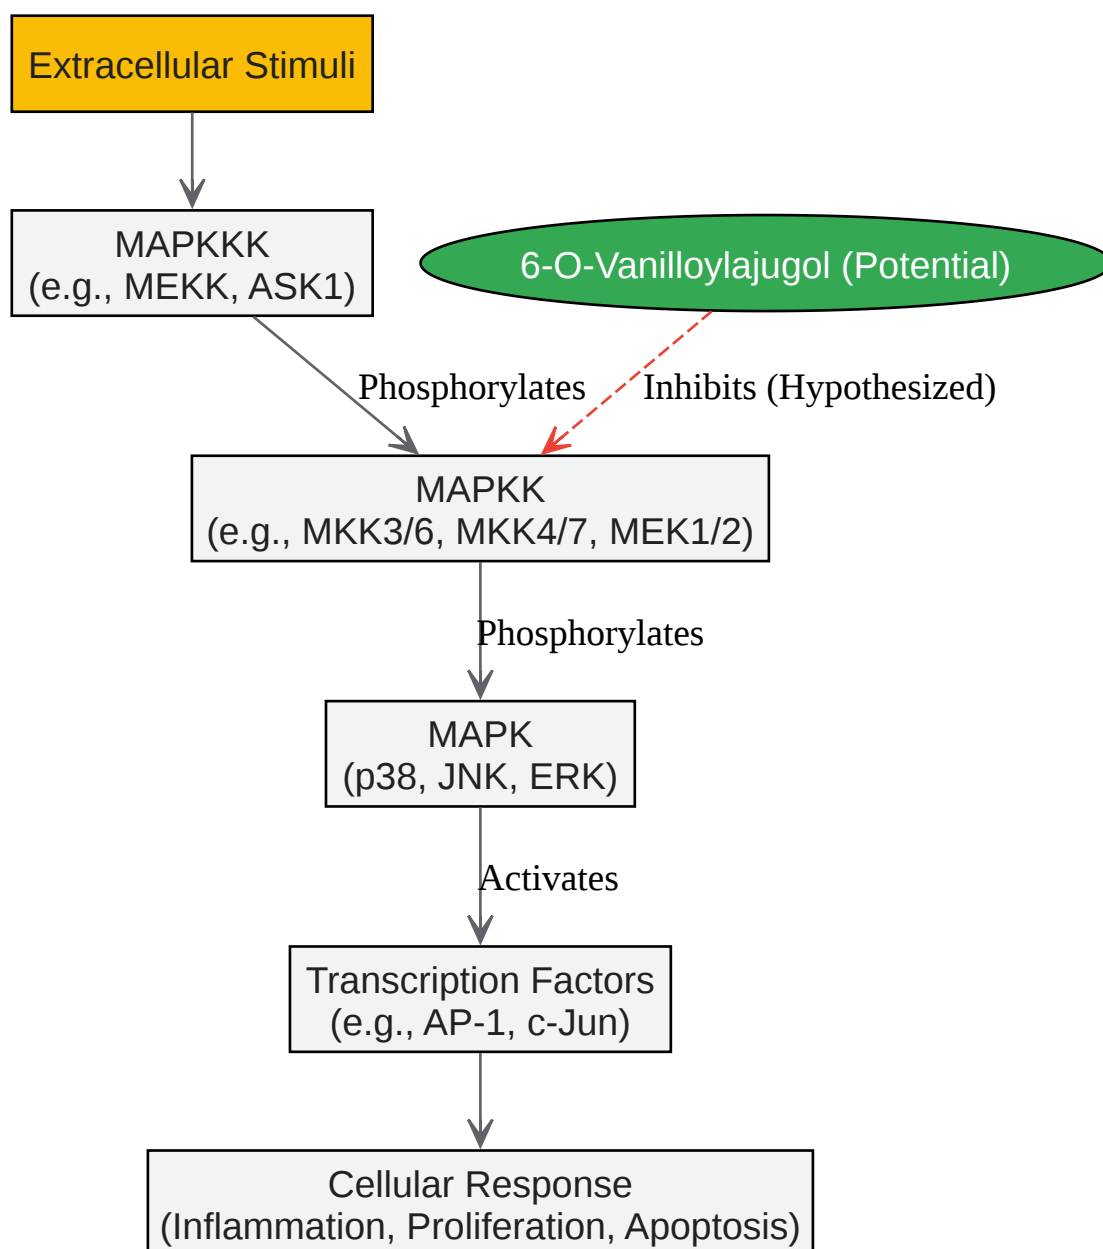 Extracellular Stimuli
MAPKKK
(e.g., MEKK, ASK1)
6-O-Vanilloylajugol (Potential)
Phosphorylates
Inhibits (Hypothesized)
MAPKK
(e.g., MKK3/6, MKK4/7, MEK1/2)
Phosphorylates
MAPK
(p38, JNK, ERK)
Activates
Transcription Factors
(e.g., AP-1, c-Jun)
Cellular Response
(Inflammation, Proliferation, Apoptosis)